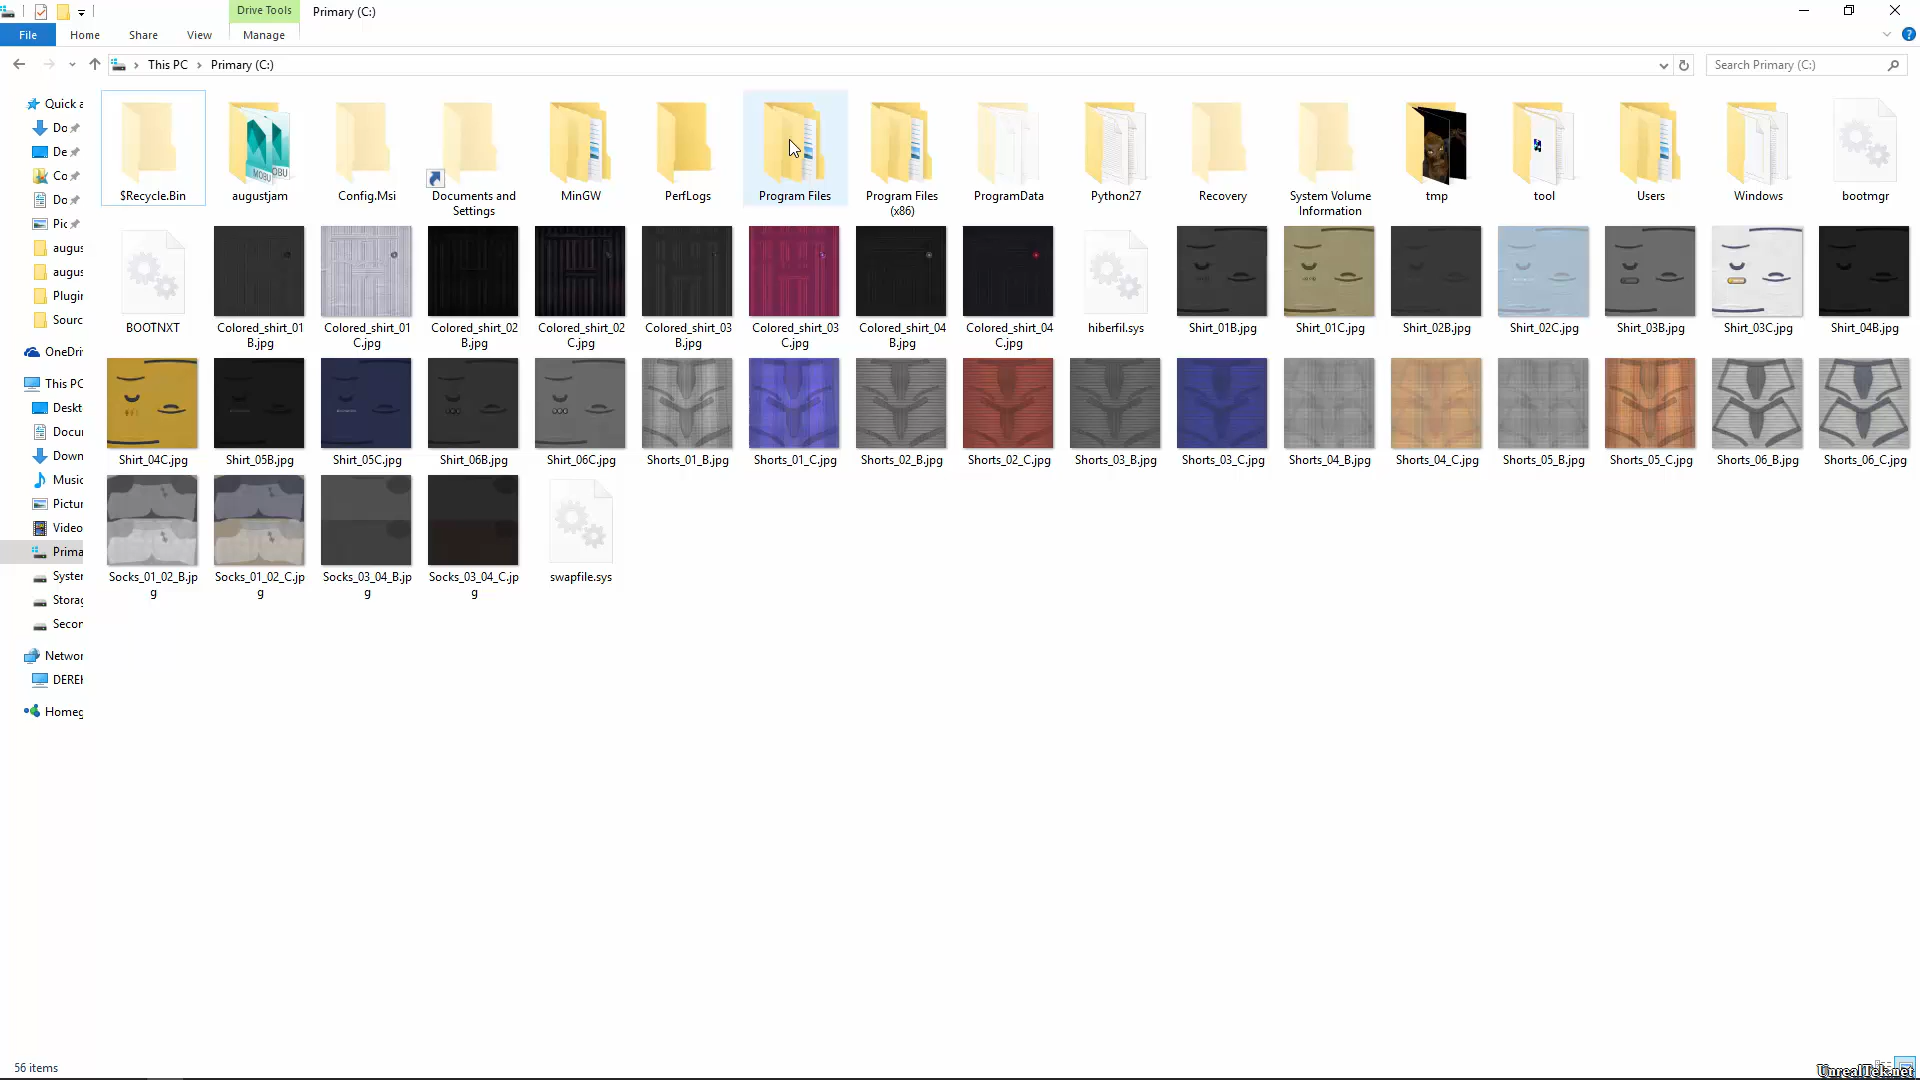 Drive Tools
Primary (C:)
File
Home
Share
View
Manage
This PC
Primary (C:)
Search Primary (C:)
Quick a
Do
De
Co
Do
Pic
augus
augus
Plugin
Sourc
OneDri
This PC
Deskt
Docu
Down
Music
Pictur
Video
Prima
System
Storag
Secor
Networ
DEREK
Homeg
$Recycle.Bin
augustjam
Config.Msi
Documents and
Settings
MinGW
PerfLogs
Program Files
Program Files
(x86)
ProgramData
Python27
Recovery
System Volume
Information
tmp
tool
Users
Windows
bootmgr
BOOTNXT
Colored_shirt_01
B.jpg
Colored_shirt_01
C.jpg
Colored_shirt_02
B.jpg
Colored_shirt_02
C.jpg
Colored_shirt_03
B.jpg
Colored_shirt_03
C.jpg
Colored_shirt_04
B.jpg
Colored_shirt_04
C.jpg
hiberfil.sys
Shirt_01B.jpg
Shirt_01C.jpg
Shirt_02B.jpg
Shirt_02C.jpg
Shirt_03B.jpg
Shirt_03C.jpg
Shirt_04B.jpg
Shirt_04C.jpg
Shirt_05B.jpg
Shirt_05C.jpg
Shirt_06B.jpg
Shirt_06C.jpg
Shorts_01_B.jpg
Shorts_01_C.jpg
Shorts_02_B.jpg
Shorts_02_C.jpg
Shorts_03_B.jpg
Shorts_03_C.jpg
Shorts_04_B.jpg
Shorts_04_C.jpg
Shorts_05_B.jpg
Shorts_05_C.jpg
Shorts_06_B.jpg
Shorts_06_C.jpg
Socks_01_02_B.jp
g
Socks_01_02_C.jp
g
Socks_03_04_B.jp
g
Socks_03_04_C.jp
g
swapfile.sys
56 items
UnrealTek.net